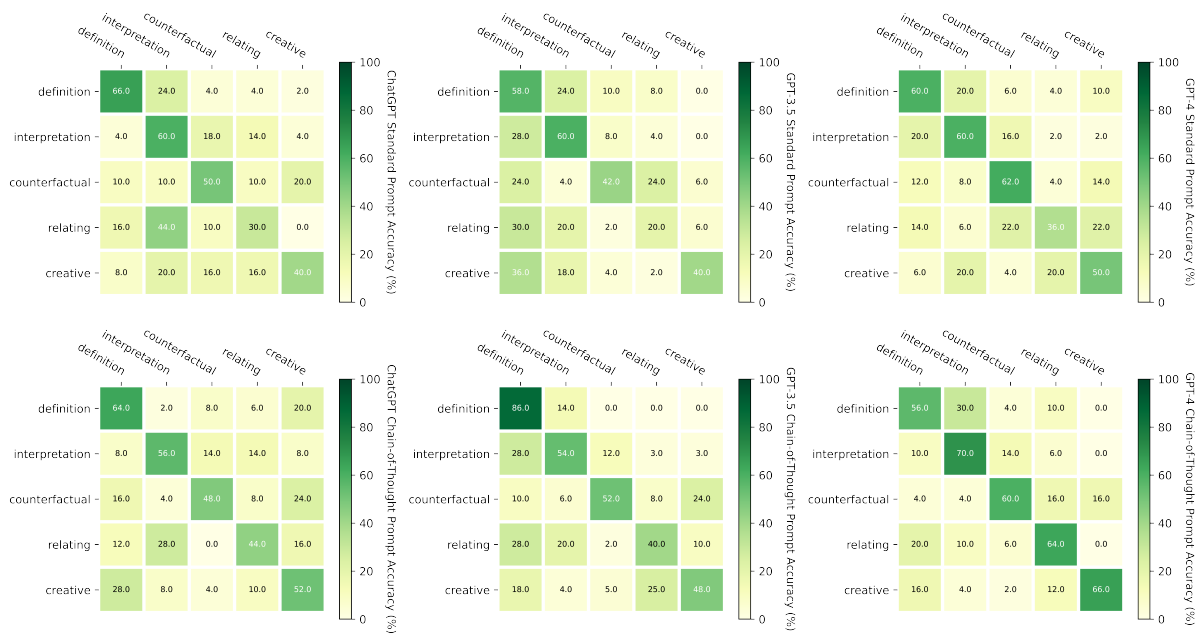 definition
interpretation
counterfactual
relating
creative
definition 66.0 24.0 4.0 4.0 2.0
interpretation 4.0 60.0 18.0 14.0 4.0
counterfactual 10.0 10.0 50.0 10.0 20.0
relating 16.0 44.0 10.0 30.0 0.0
creative 8.0 20.0 16.0 16.0 40.0
100
80
60
40
20
0
ChatGPT Standard Prompt Accuracy (%)
definition
interpretation
counterfactual
relating
creative
definition 58.0 24.0 10.0 8.0 0.0
interpretation 28.0 60.0 8.0 4.0 0.0
counterfactual 24.0 4.0 42.0 24.0 6.0
relating 30.0 20.0 2.0 20.0 6.0
creative 36.0 18.0 4.0 2.0 40.0
100
80
60
40
20
0
GPT-3.5 Standard Prompt Accuracy (%)
definition
interpretation
counterfactual
relating
creative
definition 60.0 20.0 6.0 4.0 10.0
interpretation 20.0 60.0 16.0 2.0 2.0
counterfactual 12.0 8.0 62.0 4.0 14.0
relating 14.0 6.0 22.0 36.0 22.0
creative 6.0 20.0 4.0 20.0 50.0
100
80
60
40
20
0
GPT-4 Standard Prompt Accuracy (%)
definition
interpretation
counterfactual
relating
creative
definition 64.0 2.0 8.0 6.0 20.0
interpretation 8.0 56.0 14.0 14.0 8.0
counterfactual 16.0 4.0 48.0 8.0 24.0
relating 12.0 28.0 0.0 44.0 16.0
creative 28.0 8.0 4.0 10.0 52.0
100
80
60
40
20
0
ChatGPT Chain-of-Thought Prompt Accuracy (%)
definition
interpretation
counterfactual
relating
creative
definition 86.0 14.0 0.0 0.0 0.0
interpretation 28.0 54.0 12.0 3.0 3.0
counterfactual 10.0 6.0 52.0 8.0 24.0
relating 28.0 20.0 2.0 40.0 10.0
creative 18.0 4.0 5.0 25.0 48.0
100
80
60
40
20
0
GPT-3.5 Chain-of-Thought Prompt Accuracy (%)
definition
interpretation
counterfactual
relating
creative
definition 56.0 30.0 4.0 10.0 0.0
interpretation 10.0 70.0 14.0 6.0 0.0
counterfactual 4.0 4.0 60.0 16.0 16.0
relating 20.0 10.0 6.0 64.0 0.0
creative 16.0 4.0 2.0 12.0 66.0
100
80
60
40
20
0
GPT-4 Chain-of-Thought Prompt Accuracy (%)